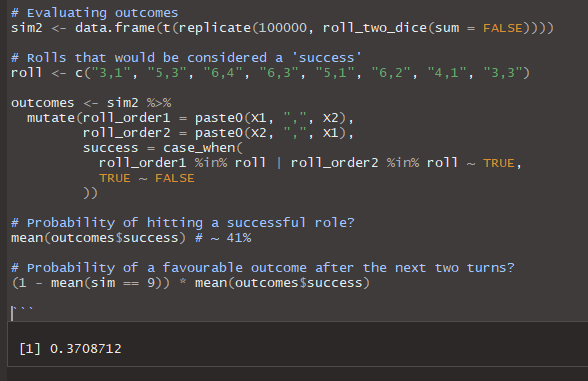 # Evaluating outcomes
sim2 <- data.frame(t(replicate(100000, roll_two_dice(sum = FALSE))))
# Rolls that would be considered a 'success'
roll <- c("3,1", "5,3", "6,4", "6,3", "5,1", "6,2", "4,1", "3,3")
outcomes <- sim2 %>%
mutate(roll_order1 = paste0(X1, ",", X2),
roll_order2 = paste0(X2, ",", X1),
success = case_when(
roll_order1 %in% roll | roll_order2 %in% roll ~ TRUE,
TRUE ~ FALSE
))
# Probability of hitting a successful role?
mean(outcomes$success) # ~ 41%
# Probability of a favourable outcome after the next two turns?
(1 - mean(sim == 9)) * mean(outcomes$success)
```
[1] 0.3708712